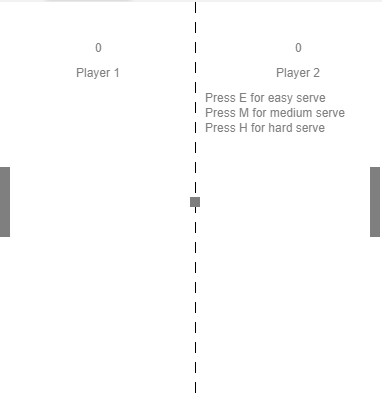 0 0
Player 1 Player 2
Press E for easy serve
Press M for medium serve
Press H for hard serve